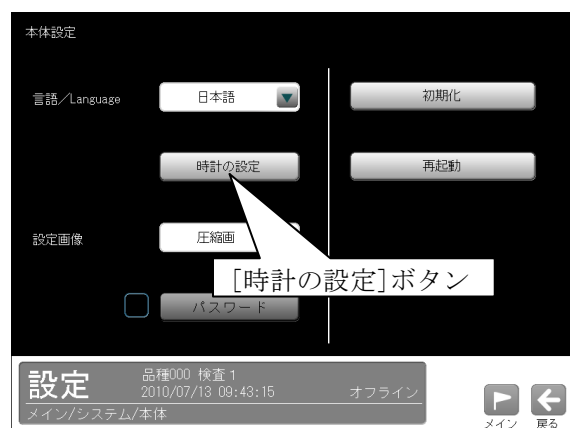 本体設定
言語/Language
日本語
初期化
時計の設定
再起動
設定画像
圧縮画
[時計の設定]ボタン
パスワード
設定
品種000 検査1
2010/07/13 09:43:15
オフライン
メイン/システム/本体
メイン
戻る